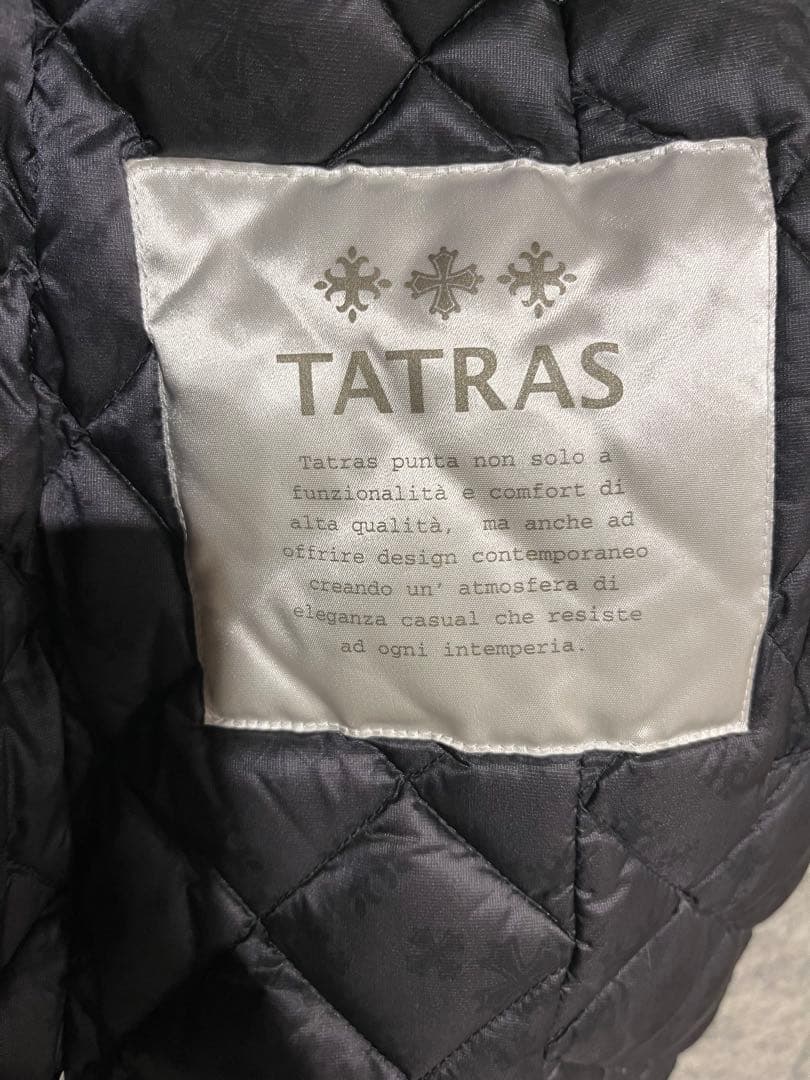 TATRAS
Tatras punta non solo a
funzionalità e comfort di
alta qualità, ma anche ad
offrire design contemporaneo
creando un' atmosfera di
eleganza casual che resiste
ad ogni intemperia.